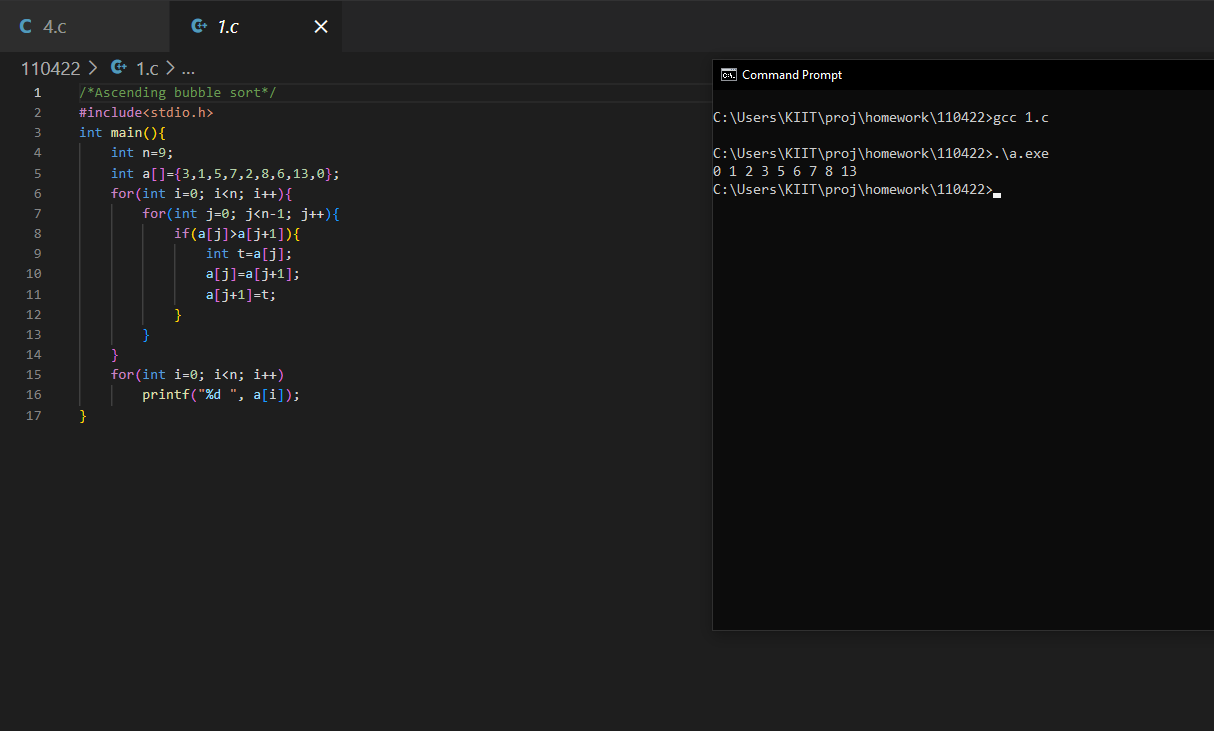 C 4.c
1.c
110422 > 1.c > ...
1 /*Ascending bubble sort*/
2 #include<stdio.h>
3 int main(){
4     int n=9;
5     int a[]={3,1,5,7,2,8,6,13,0};
6     for(int i=0; i<n; i++){
7         for(int j=0; j<n-1; j++){
8             if(a[j]>a[j+1]){
9                 int t=a[j];
10                 a[j]=a[j+1];
11                 a[j+1]=t;
12             }
13         }
14     }
15     for(int i=0; i<n; i++)
16         printf("%d ", a[i]);
17 }
Command Prompt
C:\Users\KIIT\proj\homework\110422>gcc 1.c
C:\Users\KIIT\proj\homework\110422>.\a.exe
0 1 2 3 5 6 7 8 13
C:\Users\KIIT\proj\homework\110422>